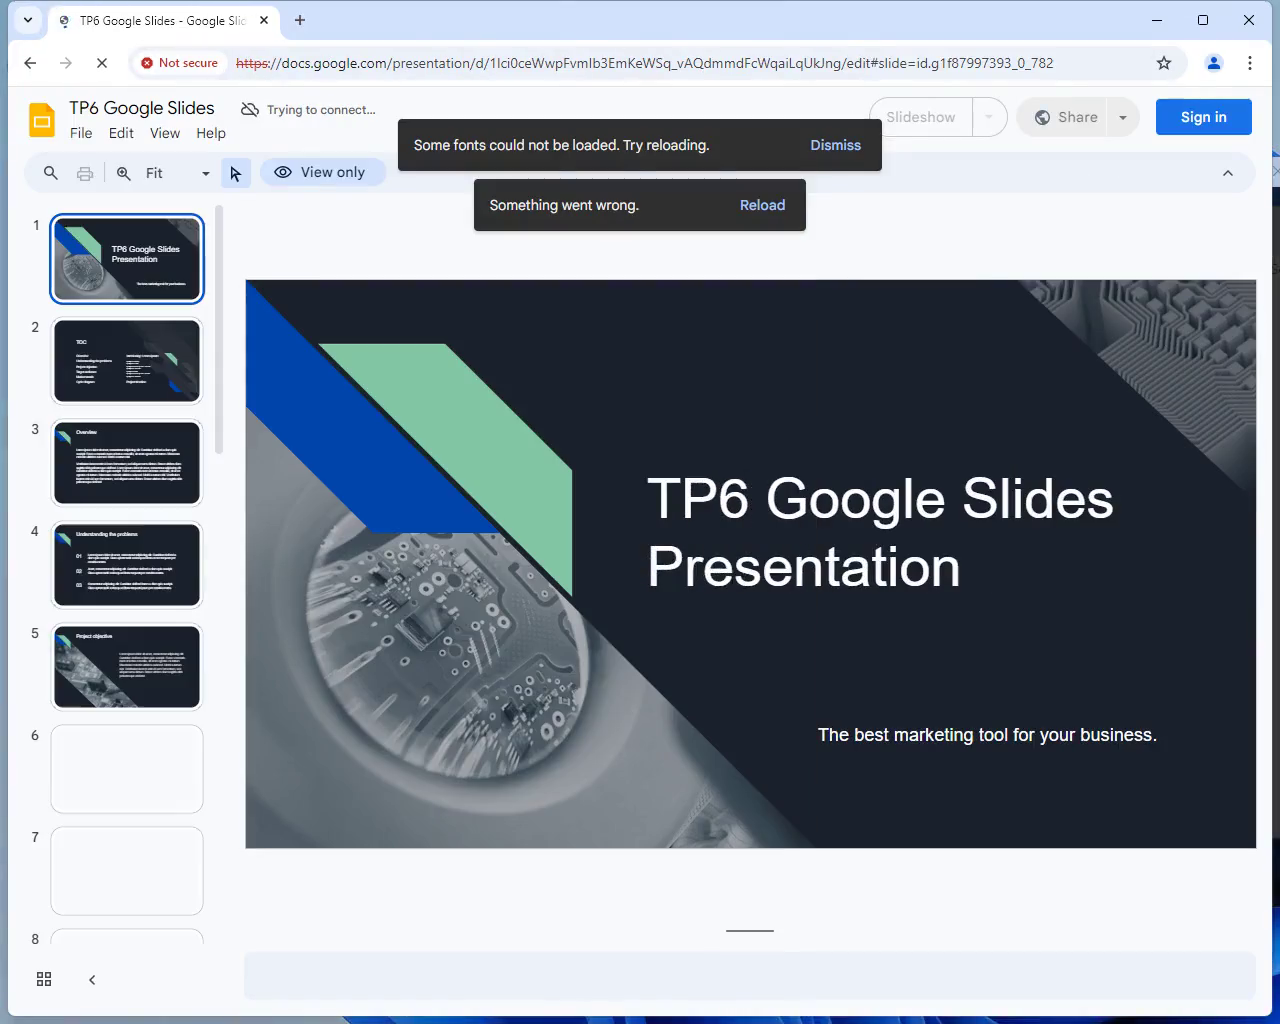 TP6 Google Slides - Google Slid
Not secure
https://docs.google.com/presentation/d/1Ici0ceWwpFvmIb3EmKeWSq_vAQdmmdFcWqaiLqUkJng/edit#slide=id.g1f87997393_0_782
TP6 Google Slides
Trying to connect...
File Edit View Help
Slideshow
Share
Sign in
Some fonts could not be loaded. Try reloading. Dismiss
Fit
View only
Something went wrong. Reload
1
TP6 Google Slides
Presentation
2
TOC
3
Overview
4
Understanding the problems
01
02
03
5
Project objective
6
7
8
TP6 Google Slides
Presentation
The best marketing tool for your business.